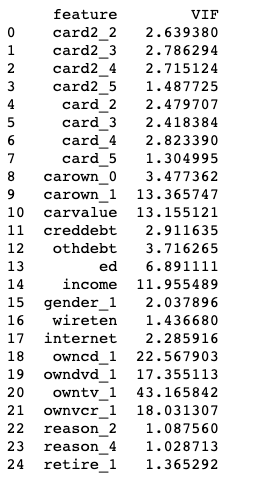 feature VIF
0 card2_2 2.639380
1 card2_3 2.786294
2 card2_4 2.715124
3 card2_5 1.487725
4 card_2 2.479707
5 card_3 2.418384
6 card_4 2.823390
7 card_5 1.304995
8 carown_0 3.477362
9 carown_1 13.365747
10 carvalue 13.155121
11 creddebt 2.911635
12 othdebt 3.716265
13 ed 6.891111
14 income 11.955489
15 gender_1 2.037896
16 wireten 1.436680
17 internet 2.285916
18 owncd_1 22.567903
19 owndvd_1 17.355113
20 owntv_1 43.165842
21 ownvcr_1 18.031307
22 reason_2 1.087560
23 reason_4 1.028713
24 retire_1 1.365292